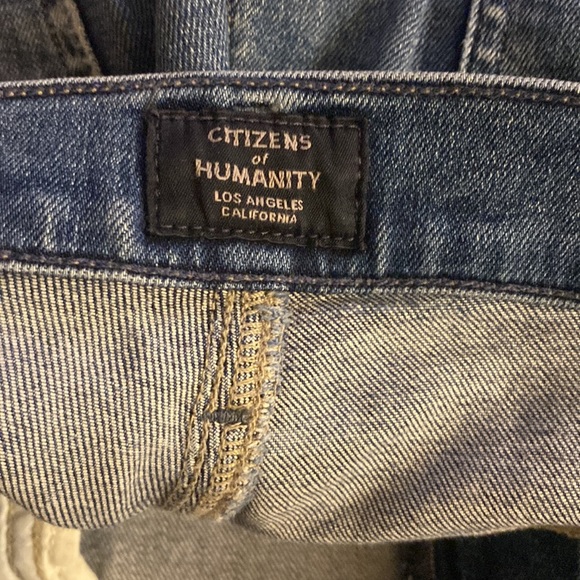 CITIZENS
of
HUMANITY
LOS ANGELES
CALIFORNIA